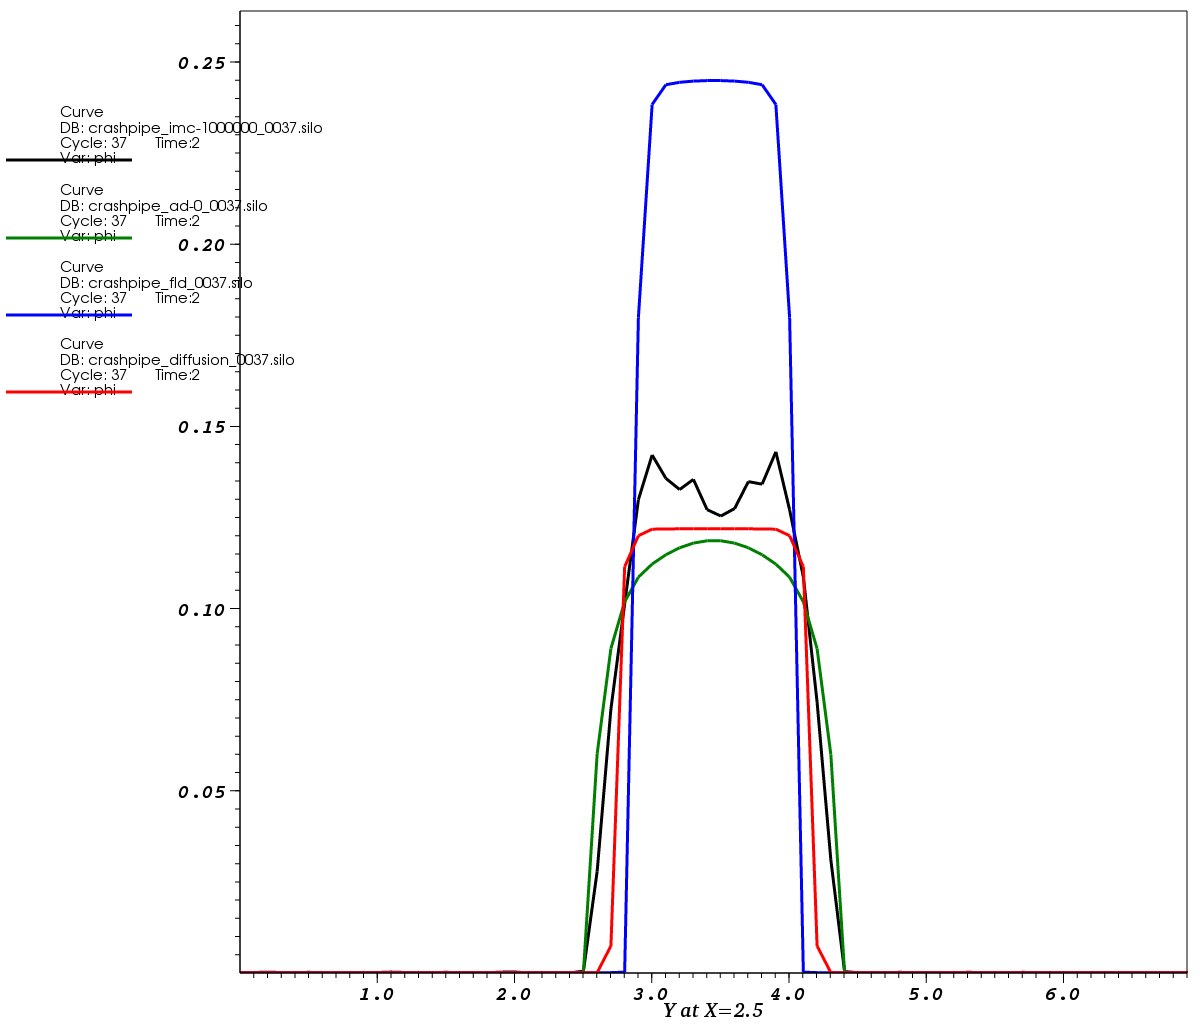 0.25
Curve
DB: crashpipe_imc-1000000_0037.silo
Cycle: 37 Time:2
Var: phi
Curve
DB: crashpipe_ad-0_0037.silo
Cycle: 37 Time:2
Var: phi
0.20
Curve
DB: crashpipe_fld_0037.silo
Cycle: 37 Time:2
Var: phi
Curve
DB: crashpipe_diffusion_0037.silo
Cycle: 37 Time:2
Var: phi
0.15
0.10
0.05
1.0 2.0 3.0 4.0 5.0 6.0
Y at X=2.5